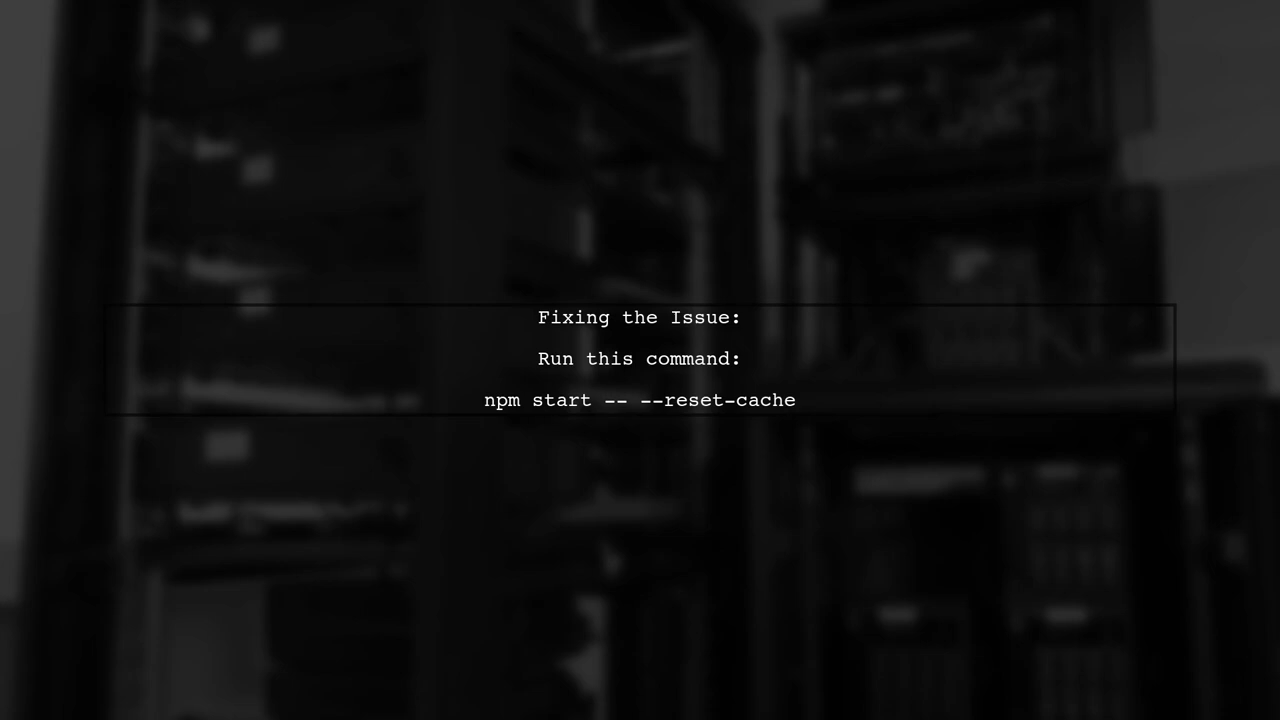 Fixing the Issue:
Run this command:
npm start -- --reset-cache